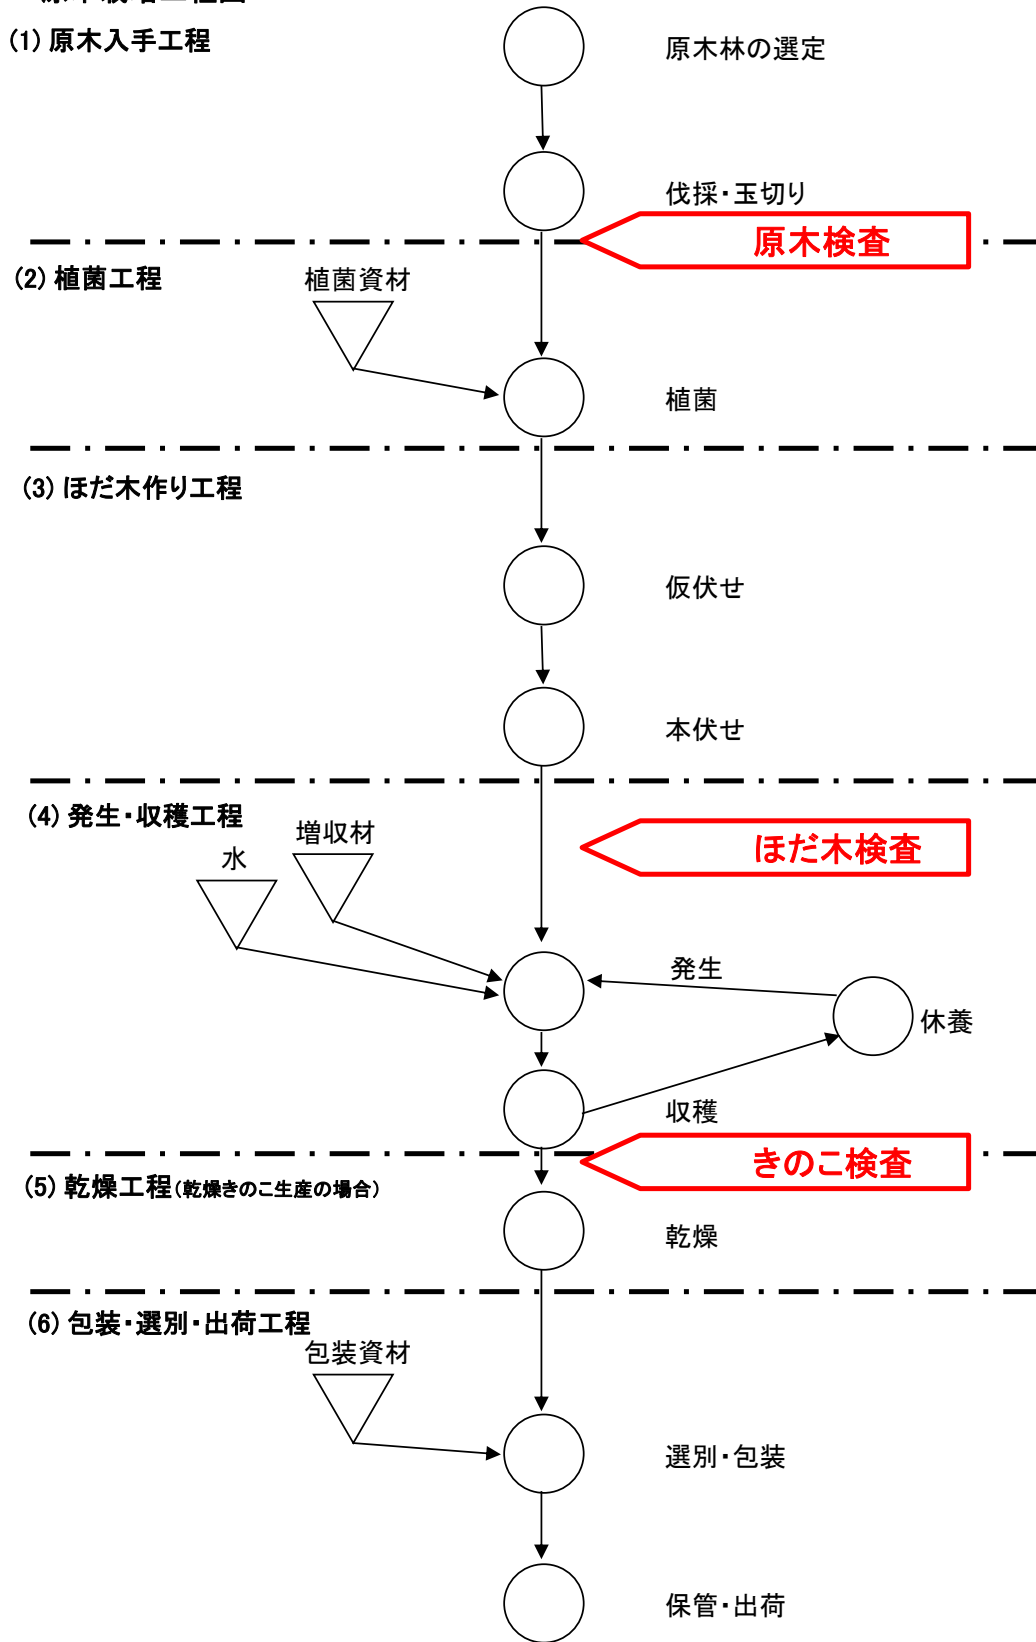 (1) 原木入手工程
原木林の選定
伐採・玉切り
原木検査
(2) 植菌工程
植菌資材
植菌
(3) ほだ木作り工程
仮伏せ
本伏せ
(4) 発生・収穫工程
増収材
水
ほだ木検査
発生
休養
収穫
きのこ検査
(5) 乾燥工程(乾燥きのこ生産の場合)
乾燥
(6) 包装・選別・出荷工程
包装資材
選別・包装
保管・出荷